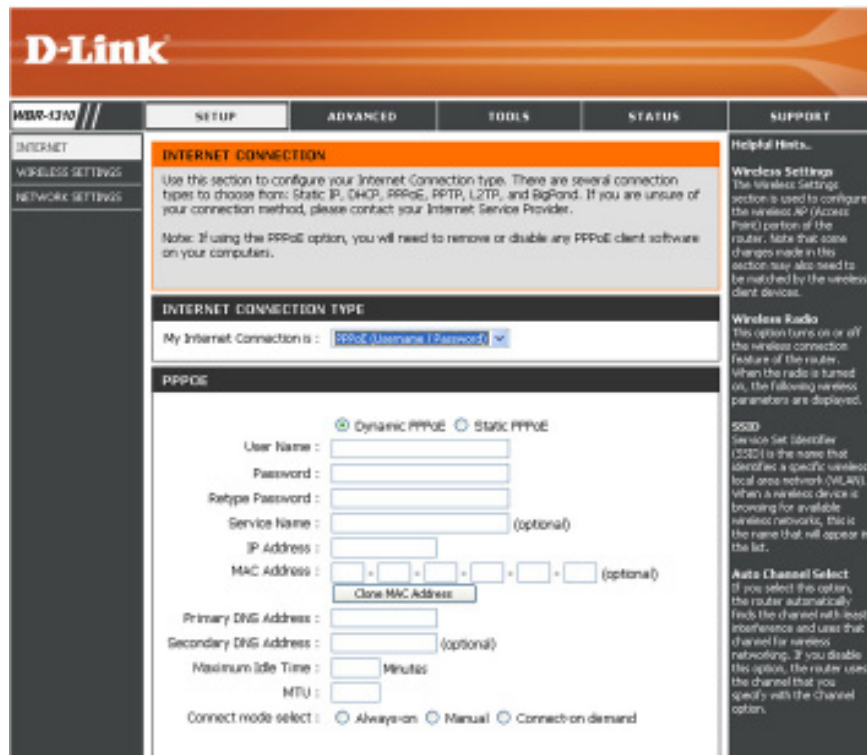 D-Link
WBR-1310
SETUP
ADVANCED
TOOLS
STATUS
SUPPORT
INTERNET
WIRELESS SETTINGS
NETWORK SETTINGS
INTERNET CONNECTION
Use this section to configure your Internet Connection type. There are several connection
types to choose from: Static IP, DHCP, PPPoE, PPTP, L2TP, and BigPond. If you are unsure of
your connection method, please contact your Internet Service Provider.
Note: If using the PPPoE option, you will need to remove or disable any PPPoE client software
on your computers.
INTERNET CONNECTION TYPE
My Internet Connection is : PPPoE (Username / Password)
PPPOE
Dynamic PPPoE Static PPPoE
User Name :
Password :
Retype Password :
Service Name : (optional)
IP Address :
MAC Address : - - - - - (optional)
Clone MAC Address
Primary DNS Address :
Secondary DNS Address : (optional)
Maximum Idle Time : Minutes
MTU :
Connect mode select : Always-on Manual Connect-on demand
Helpful Hints..
Wireless Settings
The Wireless Settings
section is used to configure
the wireless AP (Access
Point) portion of the
router. Note that some
changes made in this
section may also need to
be matched by the wireless
client devices.
Wireless Radio
This option turns on or off
the wireless connection
feature of the router.
When the radio is turned
on, the following wireless
parameters are displayed.
SSID
Service Set Identifier
(SSID) is the name that
identifies a specific wireless
local area network (WLAN).
When a wireless device is
browsing for available
wireless networks, this is
the name that will appear in
the list.
Auto Channel Select
If you select this option,
the router automatically
finds the channel with least
interference and uses that
channel for wireless
networking. If you disable
this option, the router uses
the channel that you
specify with the Channel
option.